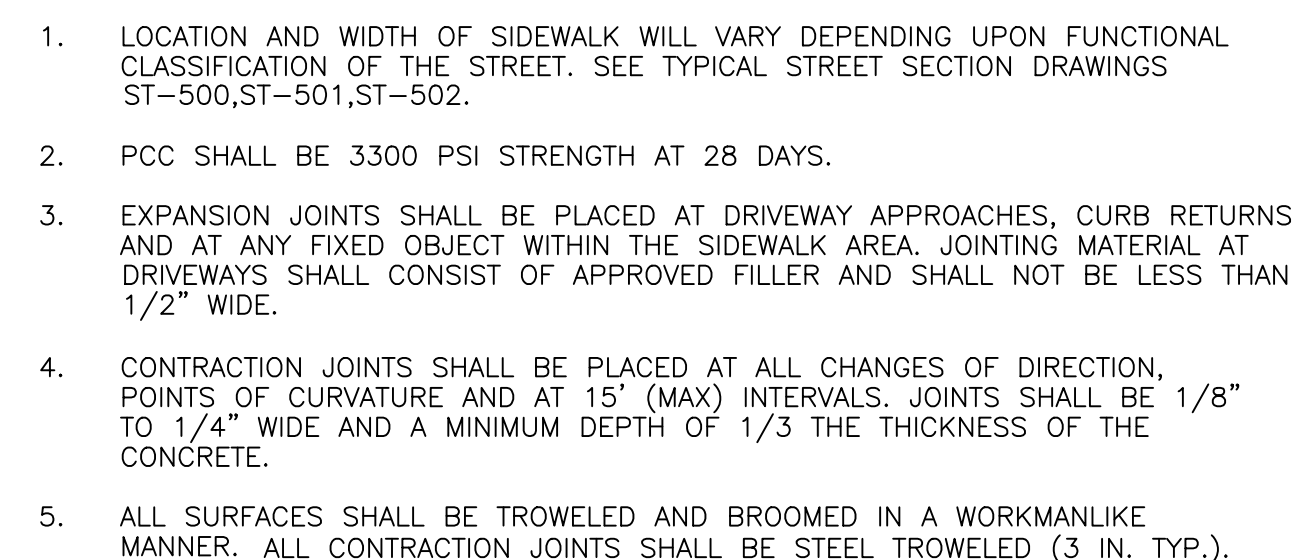 1. LOCATION AND WIDTH OF SIDEWALK WILL VARY DEPENDING UPON FUNCTIONAL
CLASSIFICATION OF THE STREET. SEE TYPICAL STREET SECTION DRAWINGS
ST-500,ST-501,ST-502.
2. PCC SHALL BE 3300 PSI STRENGTH AT 28 DAYS.
3. EXPANSION JOINTS SHALL BE PLACED AT DRIVEWAY APPROACHES, CURB RETURNS
AND AT ANY FIXED OBJECT WITHIN THE SIDEWALK AREA. JOINTING MATERIAL AT
DRIVEWAYS SHALL CONSIST OF APPROVED FILLER AND SHALL NOT BE LESS THAN
1/2” WIDE.
4. CONTRACTION JOINTS SHALL BE PLACED AT ALL CHANGES OF DIRECTION,
POINTS OF CURVATURE AND AT 15’ (MAX) INTERVALS. JOINTS SHALL BE 1/8”
TO 1/4” WIDE AND A MINIMUM DEPTH OF 1/3 THE THICKNESS OF THE
CONCRETE.
5. ALL SURFACES SHALL BE TROWELED AND BROOMED IN A WORKMANLIKE
MANNER. ALL CONTRACTION JOINTS SHALL BE STEEL TROWELED (3 IN. TYP.).